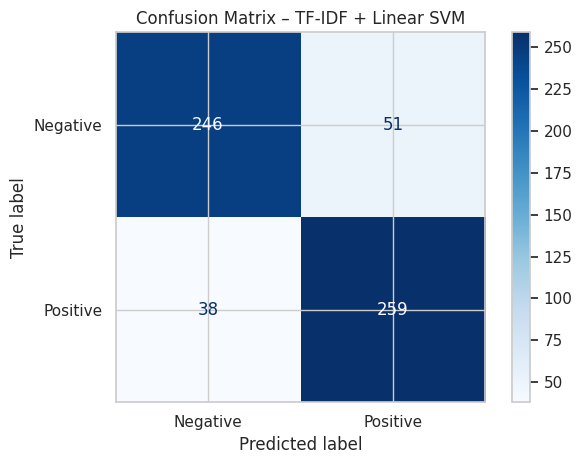 Confusion Matrix – TF-IDF + Linear SVM
True label
Negative
246
51
Positive
38
259
Negative
Positive
Predicted label
250
225
200
175
150
125
100
75
50